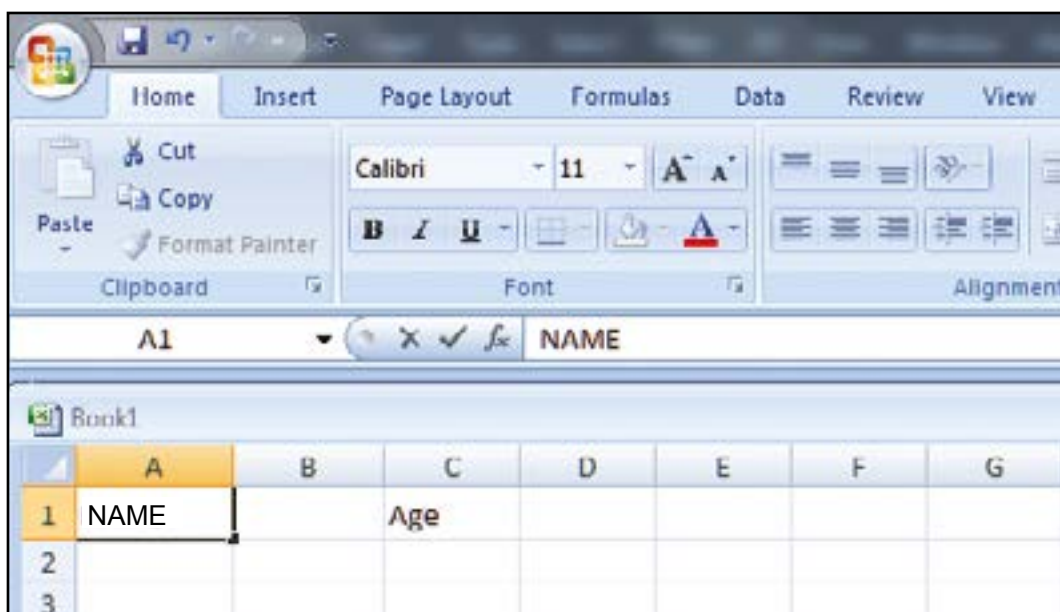 Home Insert Page Layout Formulas Data Review View
Cut
Calibri 11 A A
Copy
Paste
B I U A
Format Painter
Clipboard Font Alignment
A1 fx NAME
Book1
A B C D E F G
1 NAME Age
2
3